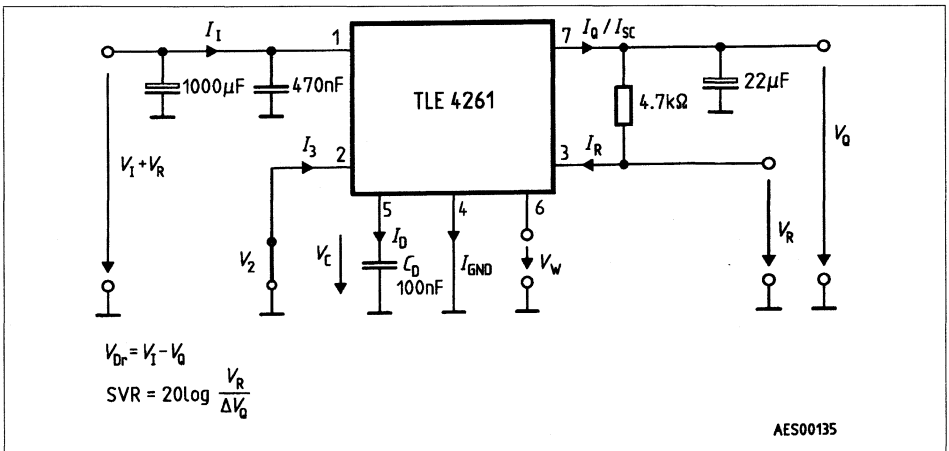 I_I
1
7
I_Q / I_SC
1000µF
470nF
TLE 4261
4.7kΩ
22µF
V_I+V_R
I_3
2
3
I_R
V_Q
5
4
6
V_2
V_C
I_D
C_D
100nF
I_GND
V_W
V_R
V_Dr = V_I - V_Q
SVR = 20log V_R / ΔV_Q
AES00135